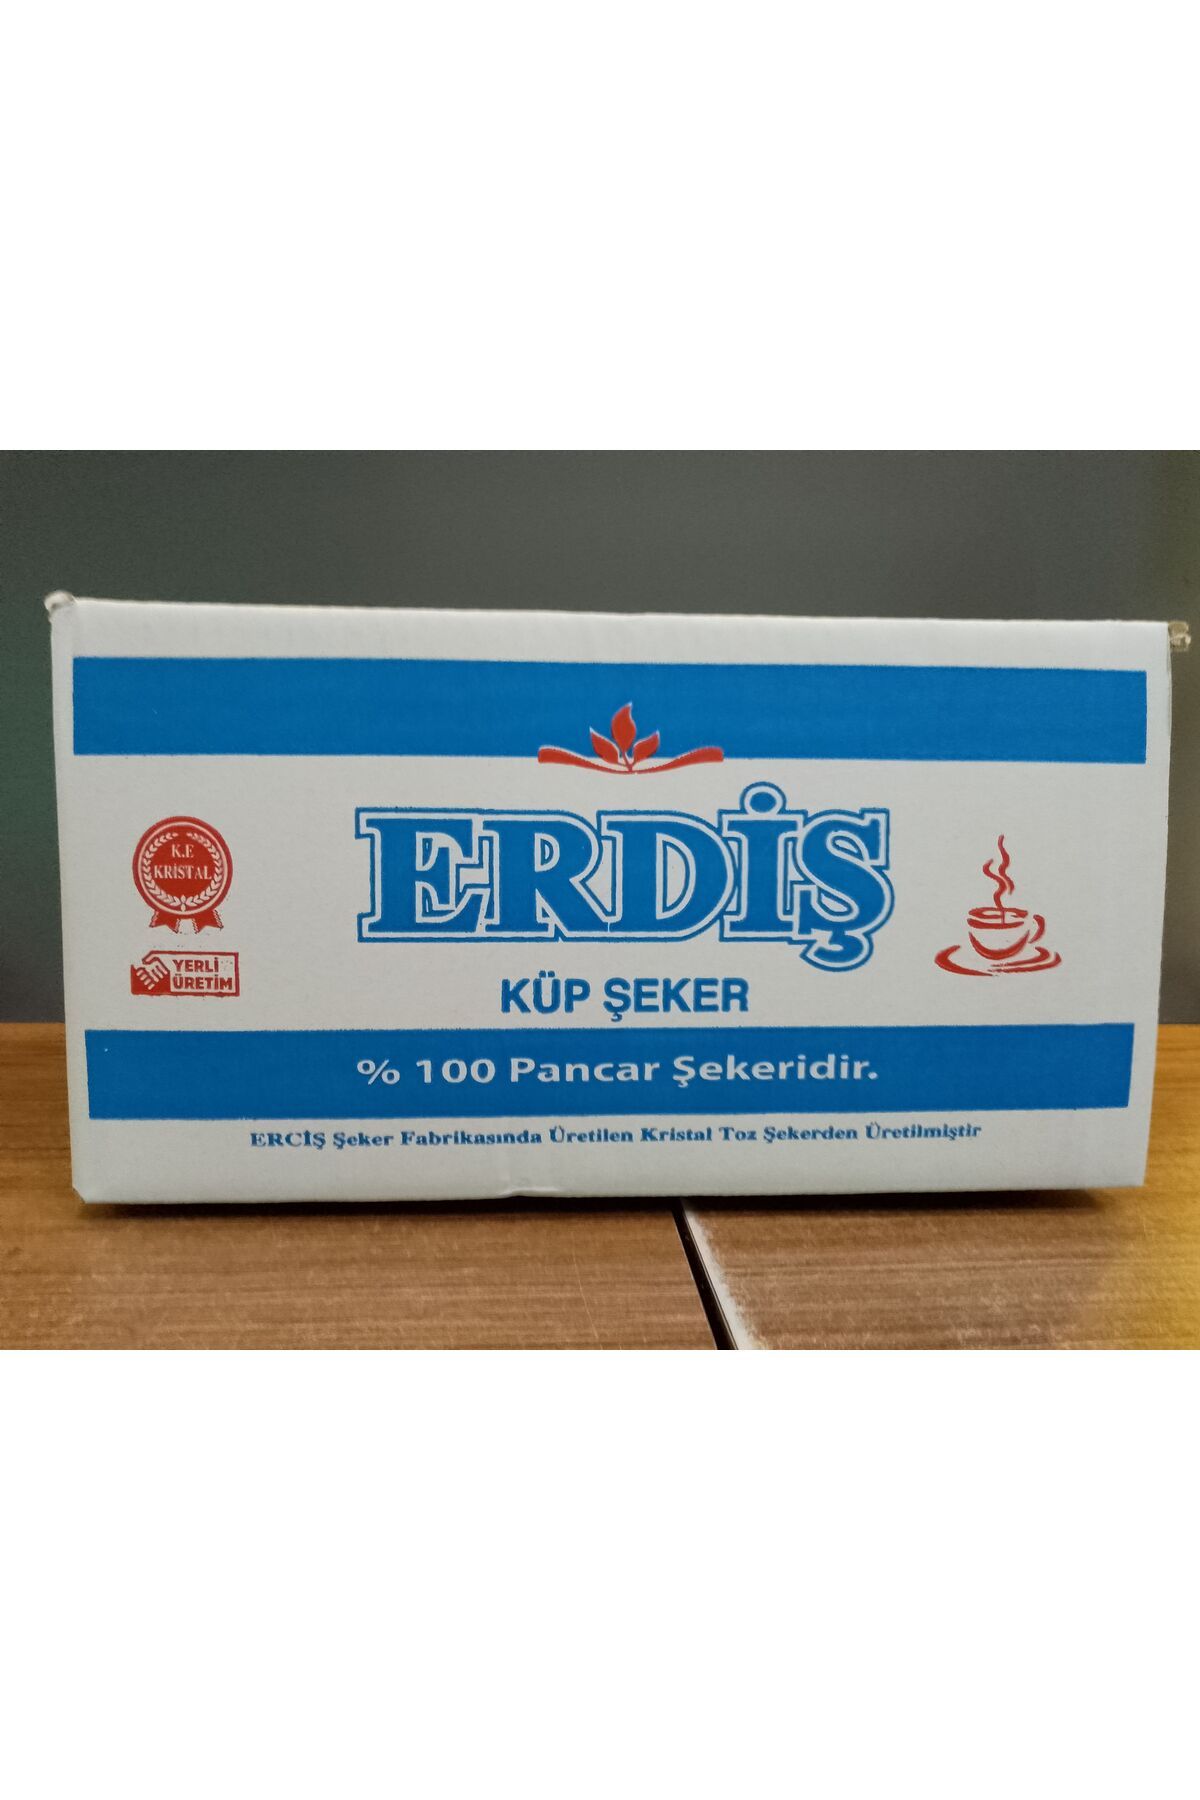 ERDİŞ
K.E
KRİSTAL
YERLİ
ÜRETİM
KÜP ŞEKER
% 100 Pancar Şekeridir.
ERCİŞ Şeker Fabrikasında Üretilen Kristal Toz Şekerden Üretilmiştir